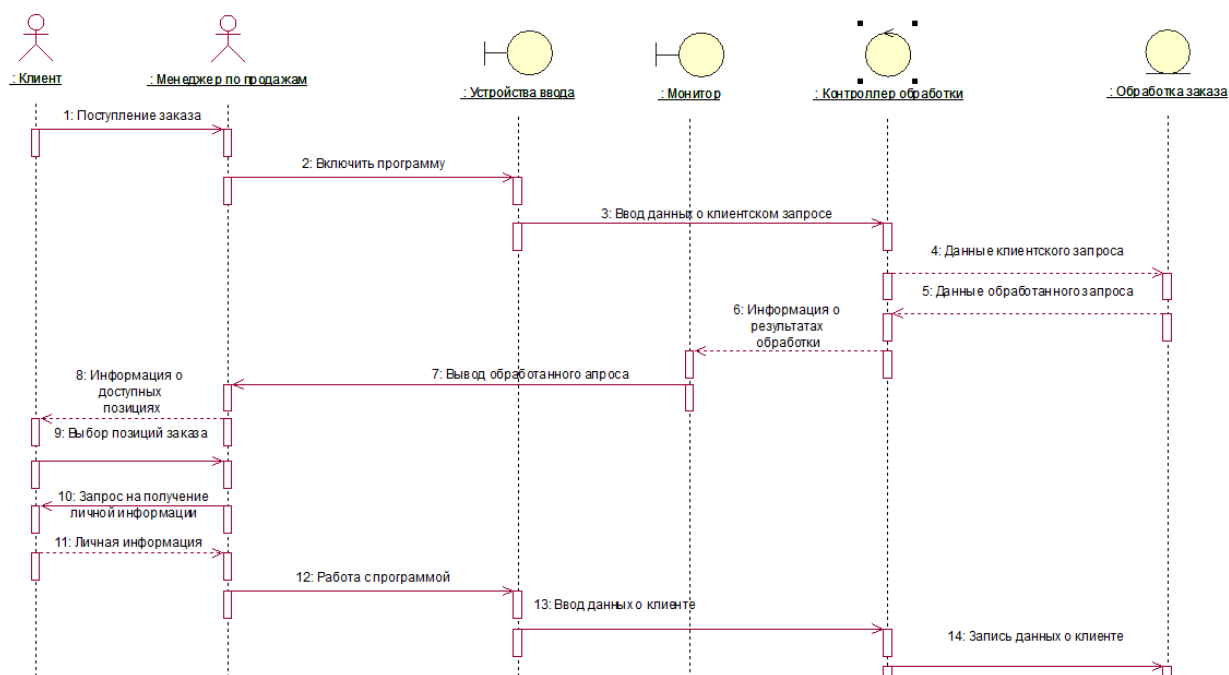 : Клиент
: Менеджер по продажам
: Устройства ввода
: Монитор
: Контроллер обработки
: Обработка заказа
1: Поступление заказа
2: Включить программу
3: Ввод данных о клиентском запросе
4: Данные клиентского запроса
5: Данные обработанного запроса
6: Информация о
результатах
обработки
7: Вывод обработанного апроса
8: Информация о
доступных
позициях
9: Выбор позиций заказа
10: Запрос на получение
личной информации
11: Личная информация
12: Работа с программой
13: Ввод данных о клиенте
14: Запись данных о клиенте